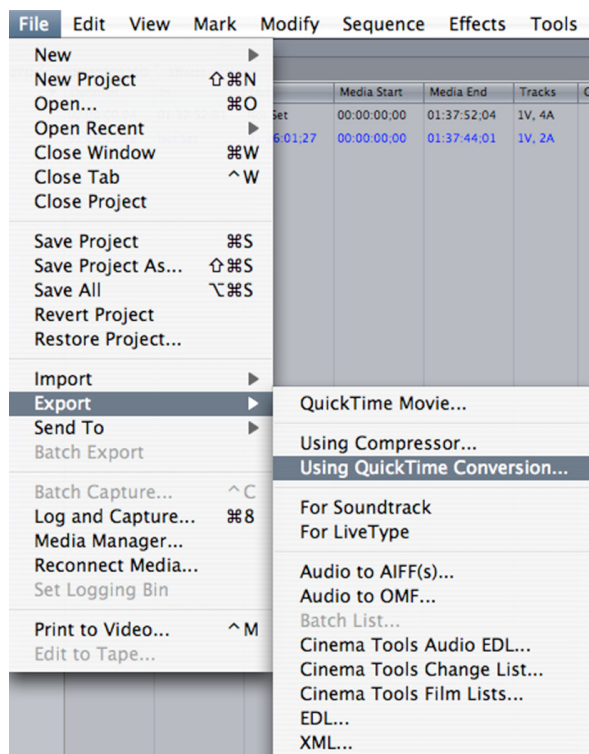 File Edit View Mark Modify Sequence Effects Tools
New
New Project ⇧⌘N
Open... ⌘O
Open Recent
Close Window ⌘W
Close Tab ^W
Close Project
Save Project ⌘S
Save Project As... ⇧⌘S
Save All ⌥⌘S
Revert Project
Restore Project...
Import
Export
Send To
Batch Export
Batch Capture... ^C
Log and Capture... ⌘8
Media Manager...
Reconnect Media...
Set Logging Bin
Print to Video... ^M
Edit to Tape...
Media Start Media End Tracks
Set 00:00:00;00 01:37:52;04 1V, 4A
6:01;27 00:00:00;00 01:37:44;01 1V, 2A
QuickTime Movie...
Using Compressor...
Using QuickTime Conversion...
For Soundtrack
For LiveType
Audio to AIFF(s)...
Audio to OMF...
Batch List...
Cinema Tools Audio EDL...
Cinema Tools Change List...
Cinema Tools Film Lists...
EDL...
XML...